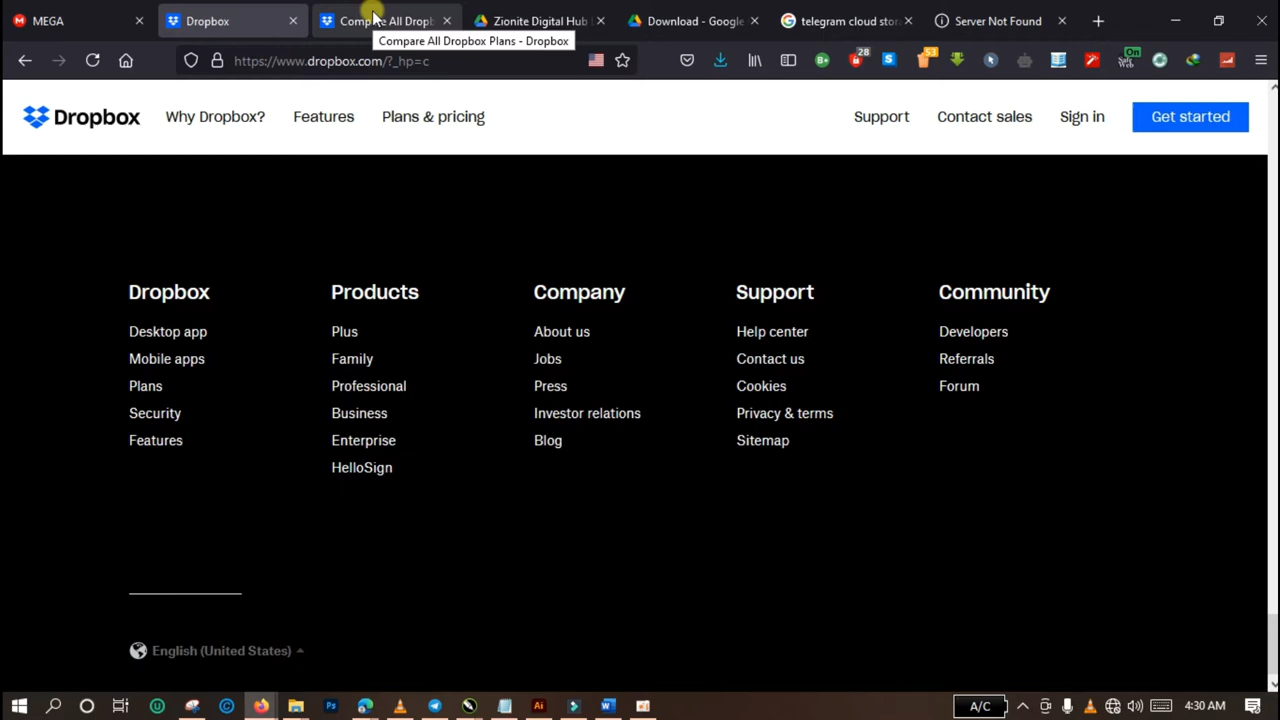 MEGA
Dropbox
Compare All Dropb
Zionite Digital Hub
Download - Google
telegram cloud stor
Server Not Found
Compare All Dropbox Plans - Dropbox
https://www.dropbox.com/?_hp=c
28
53
On
Safe
Web
Dropbox
Why Dropbox?
Features
Plans & pricing
Support
Contact sales
Sign in
Get started
Dropbox
Desktop app
Mobile apps
Plans
Security
Features
Products
Plus
Family
Professional
Business
Enterprise
HelloSign
Company
About us
Jobs
Press
Investor relations
Blog
Support
Help center
Contact us
Cookies
Privacy & terms
Sitemap
Community
Developers
Referrals
Forum
English (United States)
A/C
4:30 AM